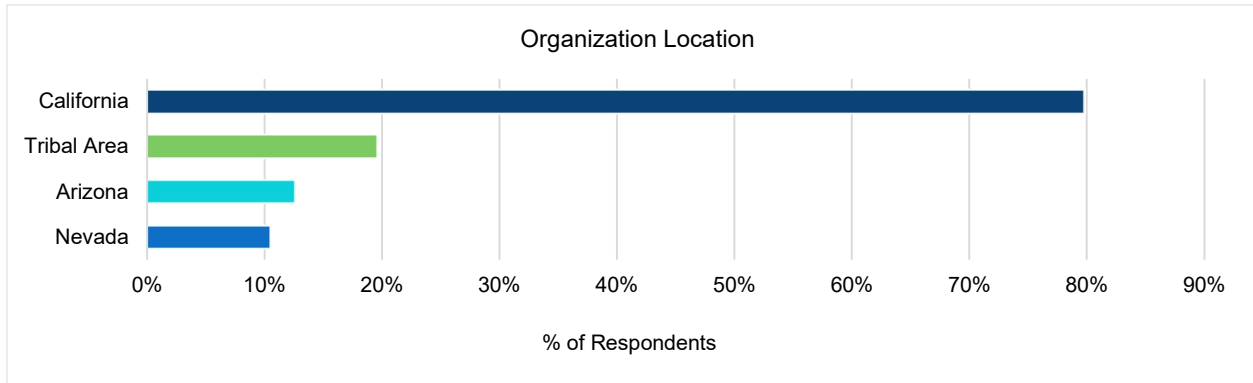 Organization Location
California
Tribal Area
Arizona
Nevada
0% 10% 20% 30% 40% 50% 60% 70% 80% 90%
% of Respondents